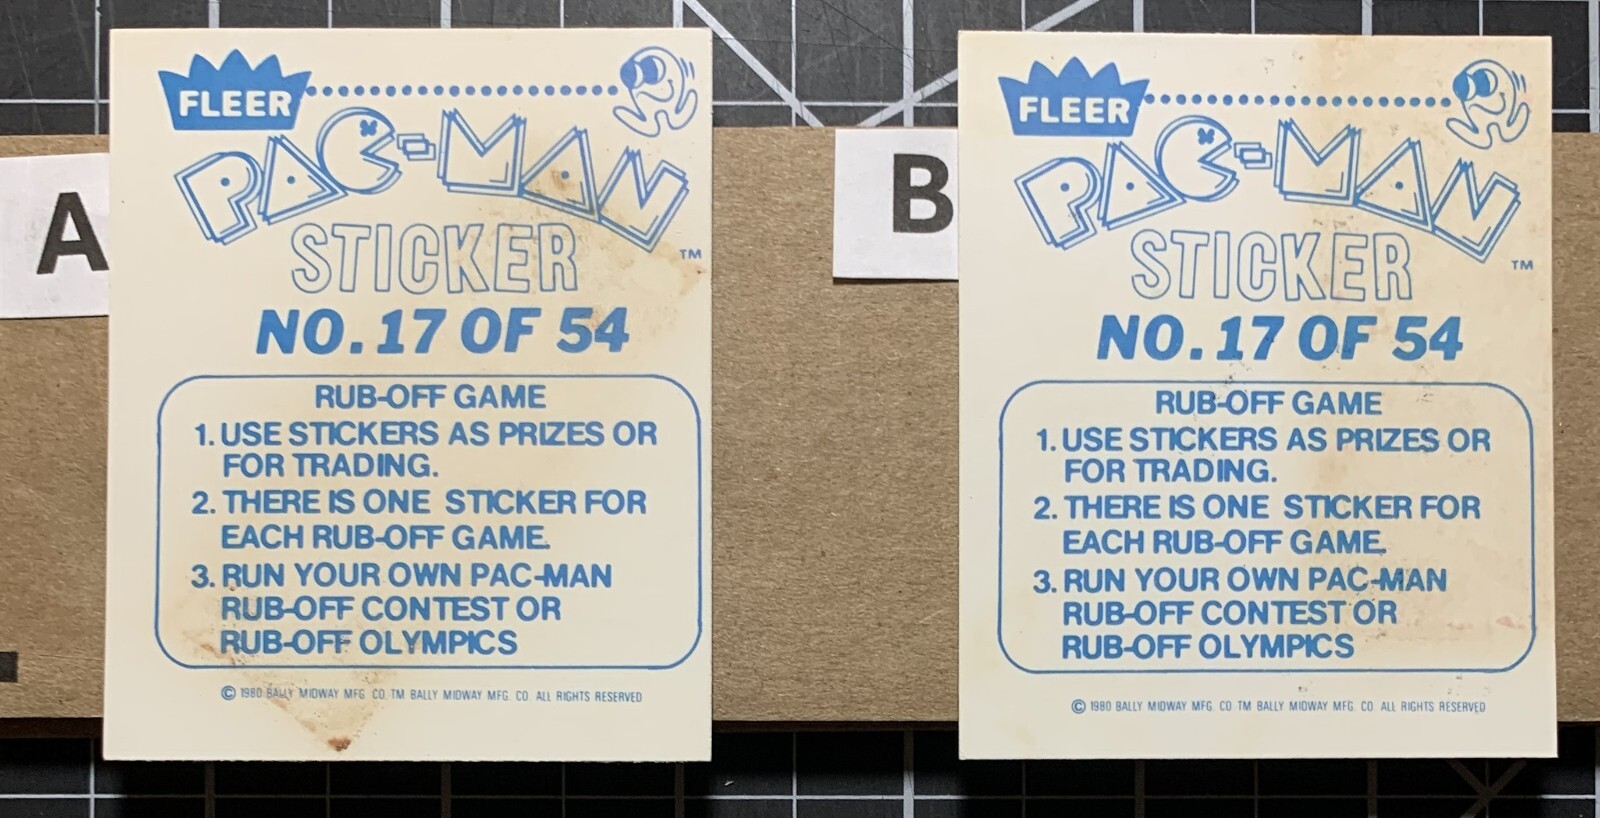 A
FLEER
PAC-MAN
STICKER
TM
NO. 17 OF 54
RUB-OFF GAME
1. USE STICKERS AS PRIZES OR
FOR TRADING.
2. THERE IS ONE STICKER FOR
EACH RUB-OFF GAME.
3. RUN YOUR OWN PAC-MAN
RUB-OFF CONTEST OR
RUB-OFF OLYMPICS
© 1980 BALLY MIDWAY MFG. CO. TM BALLY MIDWAY MFG. CO. ALL RIGHTS RESERVED
B
FLEER
PAC-MAN
STICKER
TM
NO. 17 OF 54
RUB-OFF GAME
1. USE STICKERS AS PRIZES OR
FOR TRADING.
2. THERE IS ONE STICKER FOR
EACH RUB-OFF GAME.
3. RUN YOUR OWN PAC-MAN
RUB-OFF CONTEST OR
RUB-OFF OLYMPICS
© 1980 BALLY MIDWAY MFG. CO. TM BALLY MIDWAY MFG. CO. ALL RIGHTS RESERVED